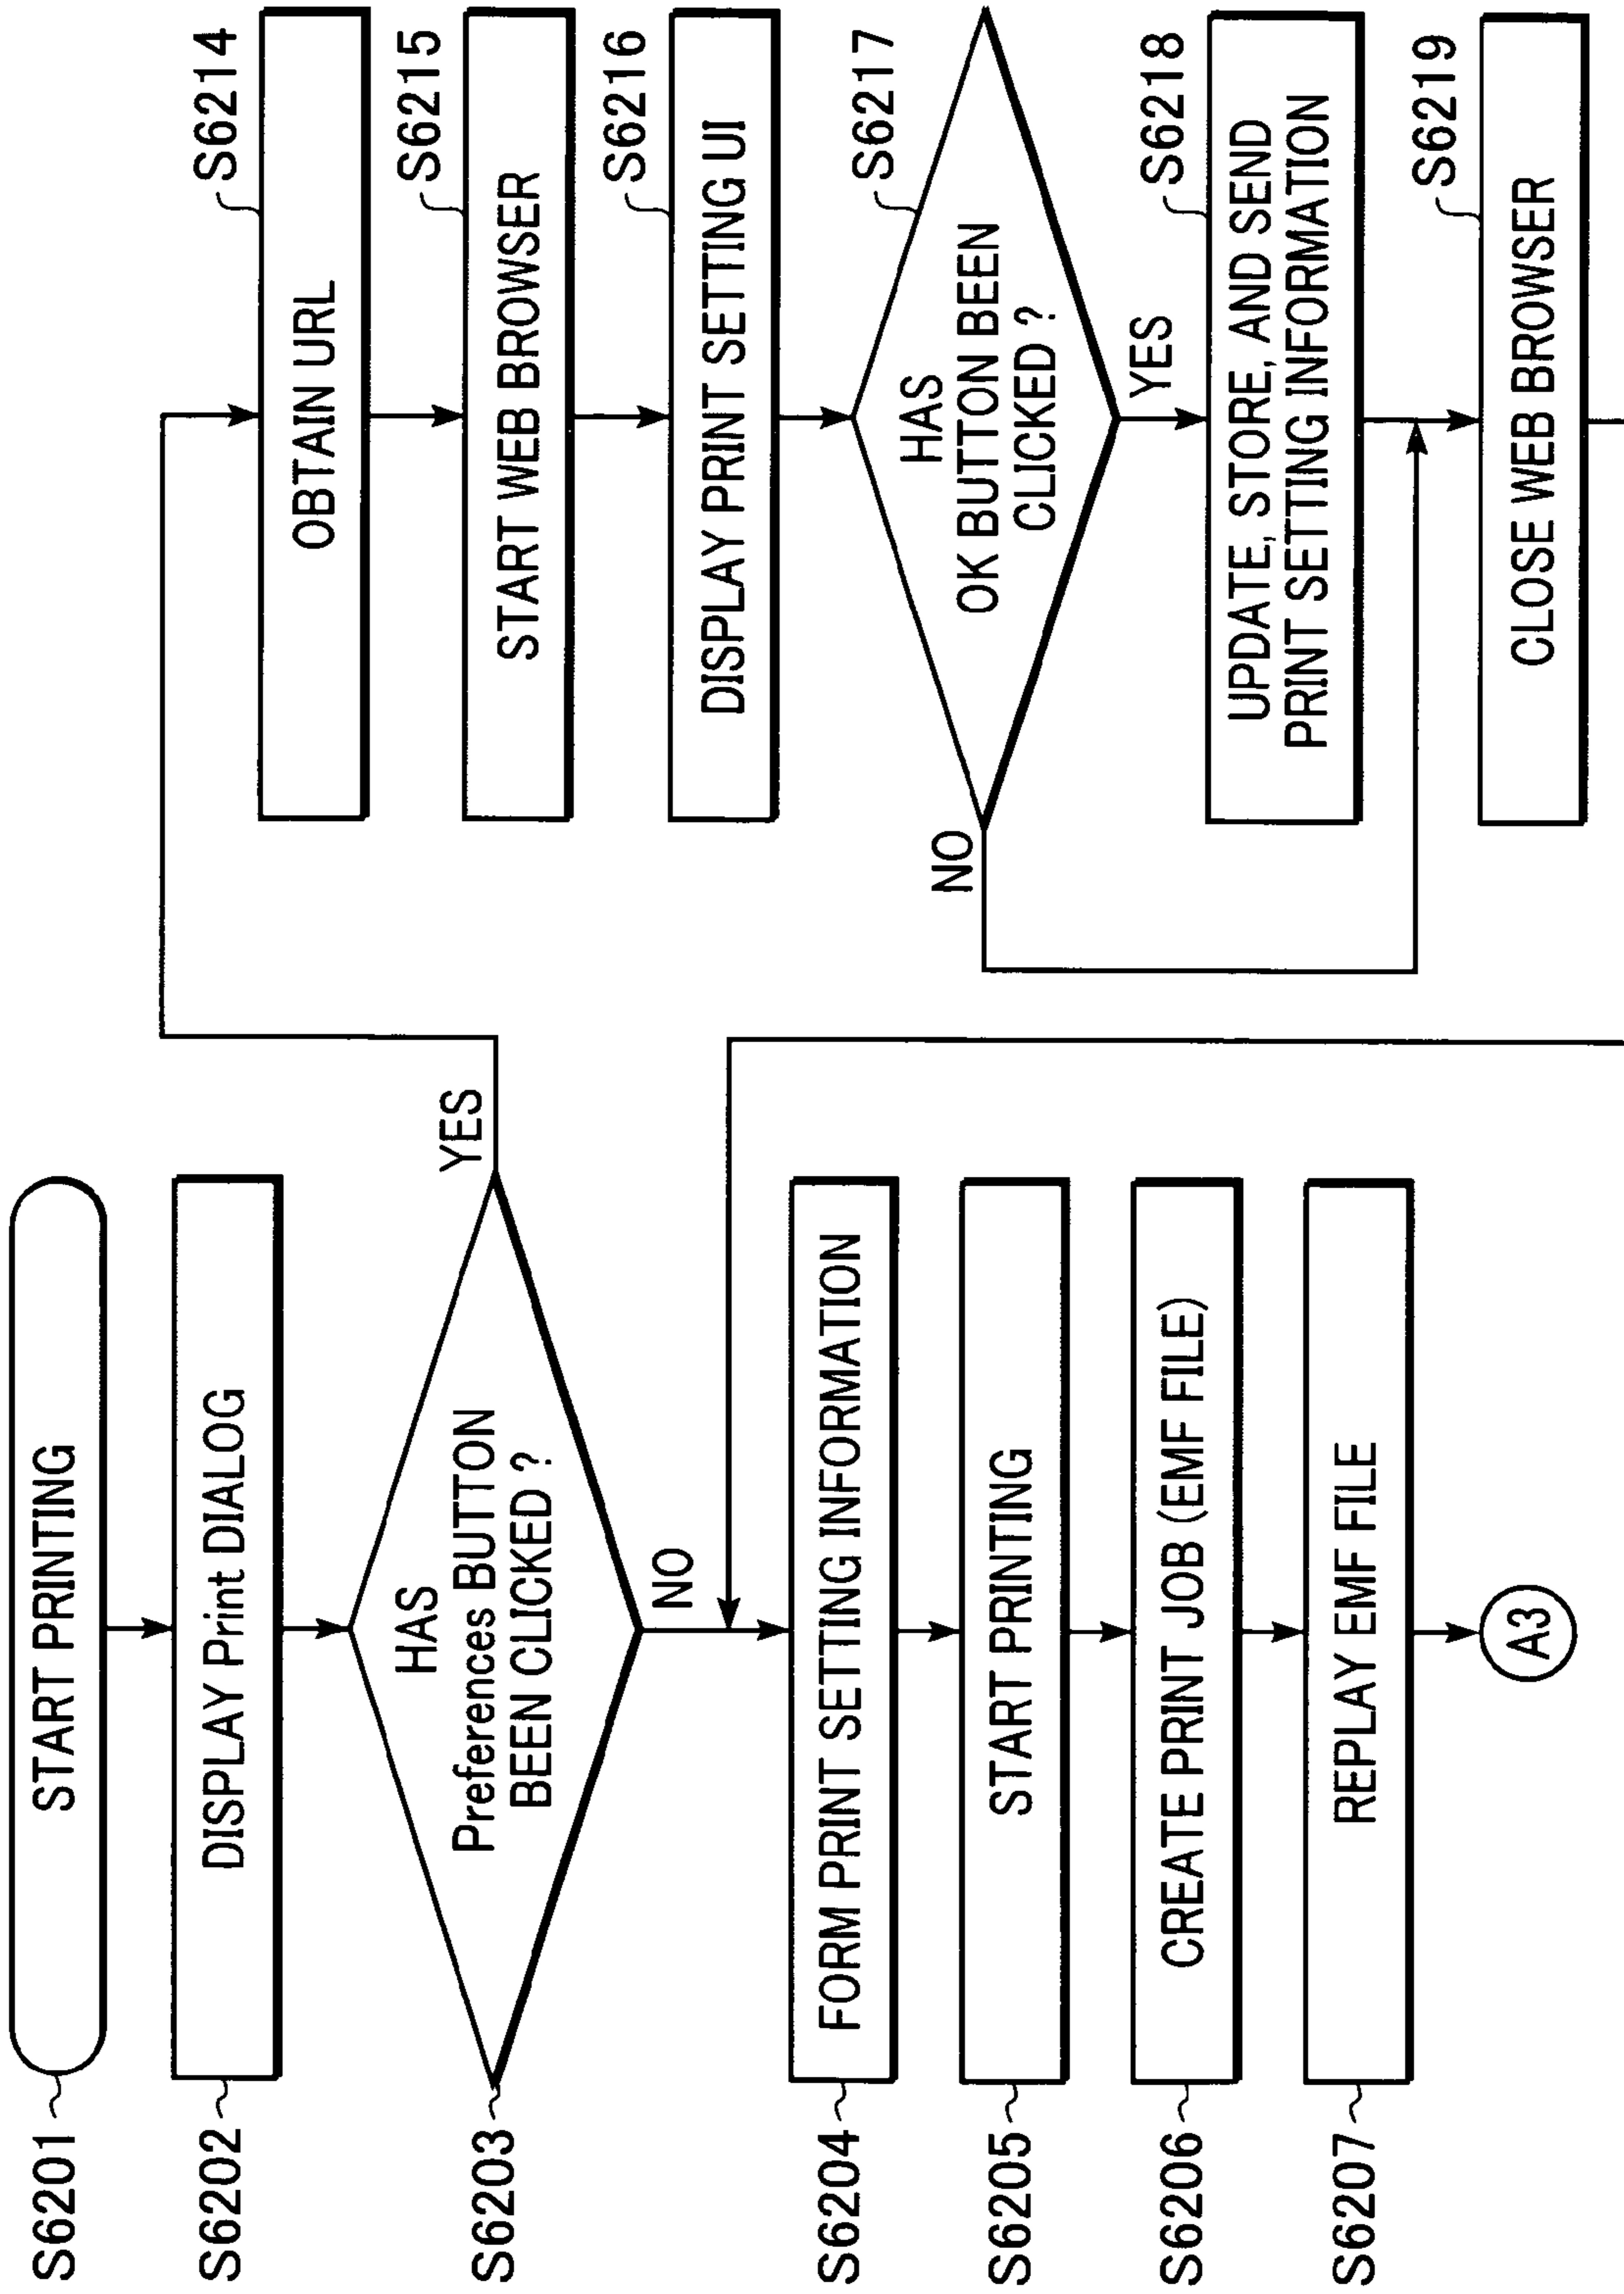 S6201
START PRINTING
S6202
DISPLAY Print DIALOG
S6203
HAS
Preferences BUTTON
BEEN CLICKED ?
YES
NO
S6204
FORM PRINT SETTING INFORMATION
S6205
START PRINTING
S6206
CREATE PRINT JOB (EMF FILE)
S6207
REPLAY EMF FILE
A3
S6214
OBTAIN URL
S6215
START WEB BROWSER
S6216
DISPLAY PRINT SETTING UI
S6217
HAS
OK BUTTON BEEN
CLICKED ?
NO
YES
S6218
UPDATE, STORE, AND SEND
PRINT SETTING INFORMATION
S6219
CLOSE WEB BROWSER